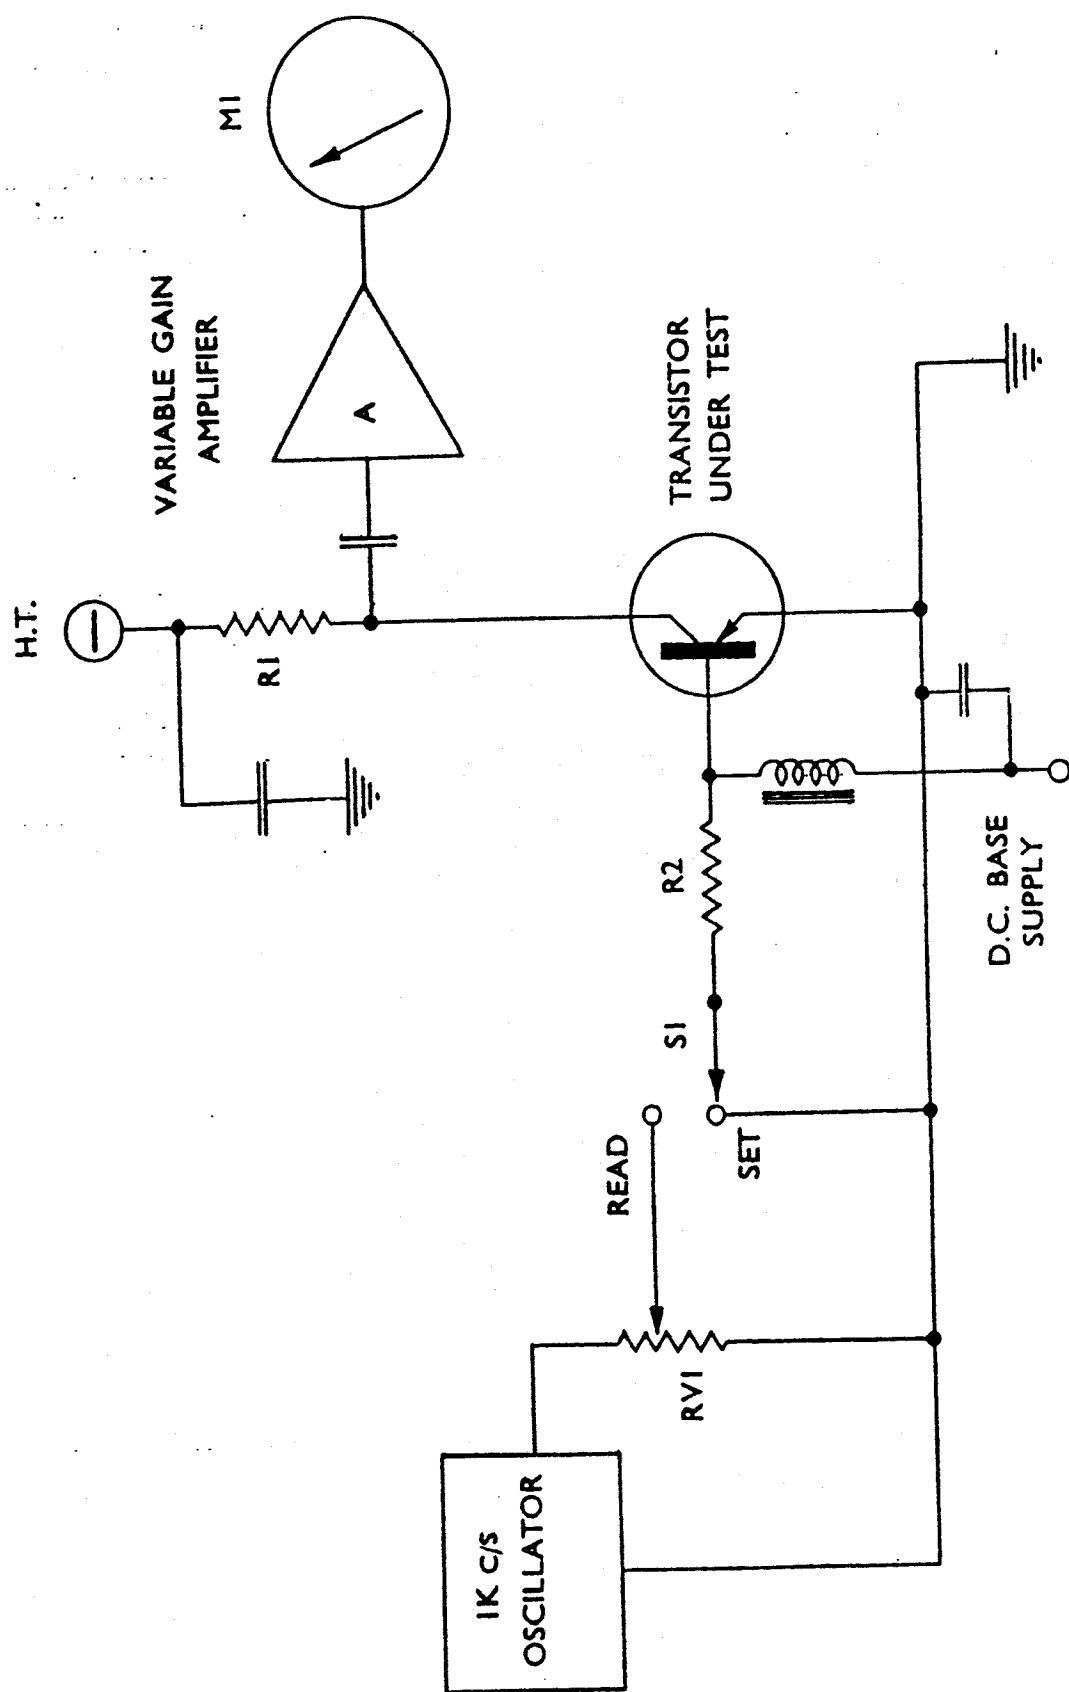 M1
VARIABLE GAIN
AMPLIFIER
A
H.T.
R1
TRANSISTOR
UNDER TEST
R2
S1
READ
SET
D.C. BASE
SUPPLY
RV1
1K C/S
OSCILLATOR